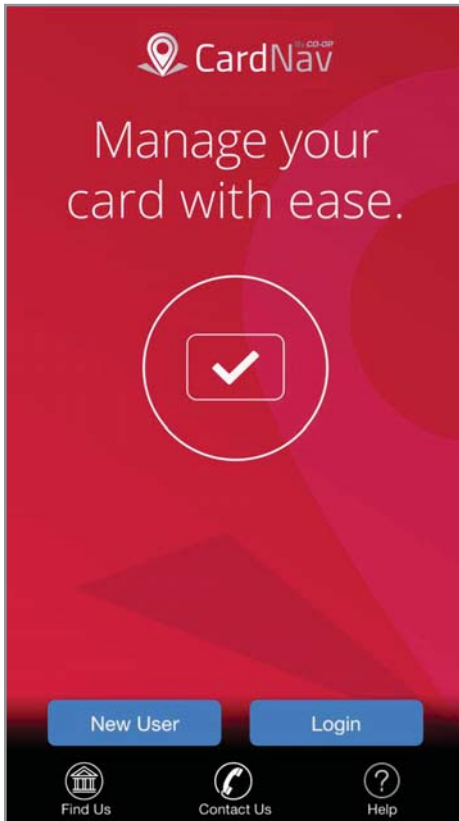 by CO-OP
CardNav
Manage your
card with ease.
New User
Login
Find Us
Contact Us
?
Help